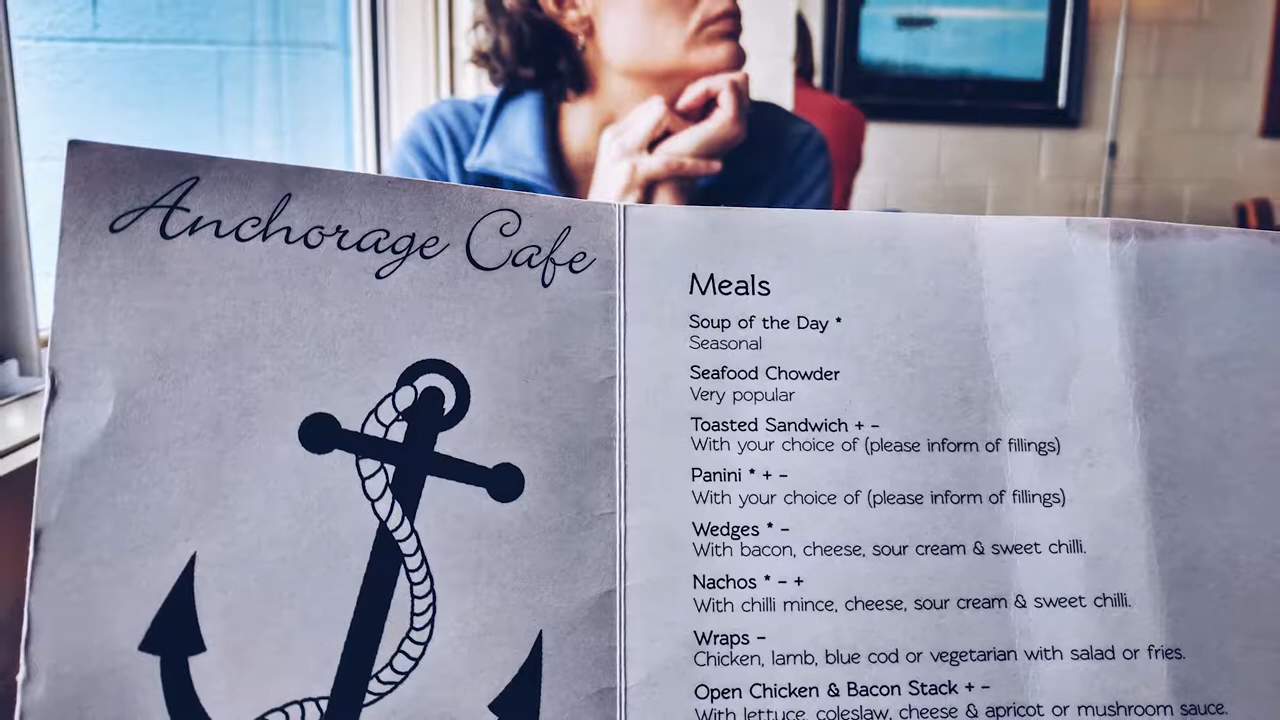 Anchorage Cafe
Meals
Soup of the Day *
Seasonal
Seafood Chowder
Very popular
Toasted Sandwich + –
With your choice of (please inform of fillings)
Panini * + –
With your choice of (please inform of fillings)
Wedges * –
With bacon, cheese, sour cream & sweet chilli.
Nachos * – +
With chilli mince, cheese, sour cream & sweet chilli.
Wraps –
Chicken, lamb, blue cod or vegetarian with salad or fries.
Open Chicken & Bacon Stack + –
With lettuce, coleslaw, cheese & apricot or mushroom sauce.